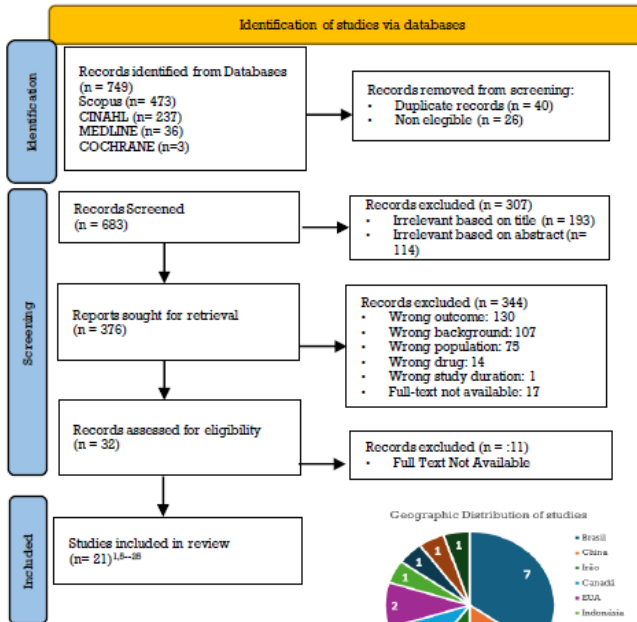 Identification of studies via databases
Identification
Records identified from Databases
(n = 749)
Scopus (n= 473)
CINAHL (n= 237)
MEDLINE (n= 36)
COCHRANE (n=3)
Records removed from screening:
• Duplicate records (n = 40)
• Non elegible (n = 26)
Screening
Records Screened
(n = 683)
Records excluded (n = 307)
• Irrelevant based on title (n = 193)
• Irrelevant based on abstract (n=
114)
Reports sought for retrieval
(n = 376)
Records excluded (n = 344)
• Wrong outcome: 130
• Wrong background: 107
• Wrong population: 75
• Wrong drug: 14
• Wrong study duration: 1
• Full-text not available: 17
Records assessed for eligibility
(n = 32)
Records excluded (n = :11)
• Full Text Not Available
Included
Studies included in review
(n= 21)
Geographic Distribution of studies
1
1
1
1
2
7
Brasil
China
Irão
Canadá
EUA
Indonásia